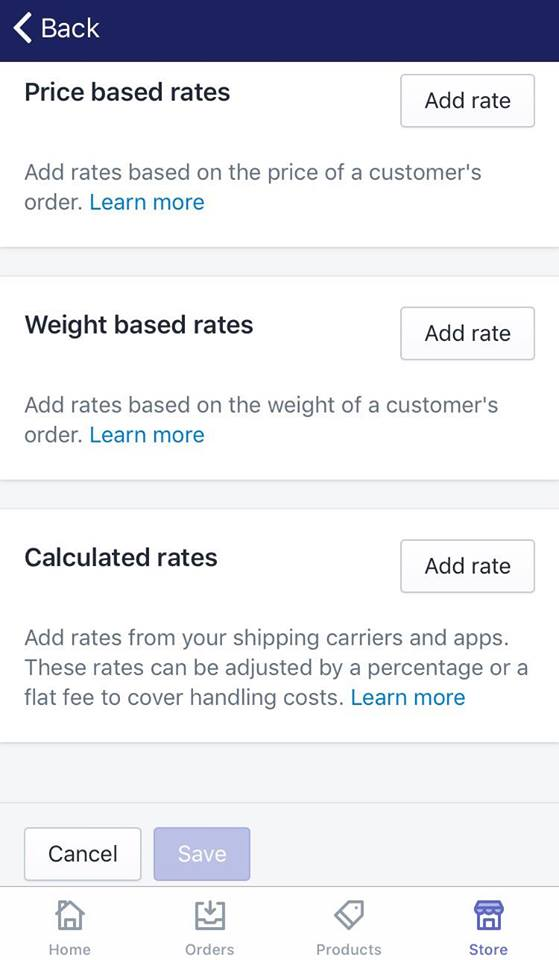 Back
Price based rates
Add rate
Add rates based on the price of a customer's
order. Learn more
Weight based rates
Add rate
Add rates based on the weight of a customer's
order. Learn more
Calculated rates
Add rate
Add rates from your shipping carriers and apps.
These rates can be adjusted by a percentage or a
flat fee to cover handling costs. Learn more
Cancel Save
Home Orders Products Store